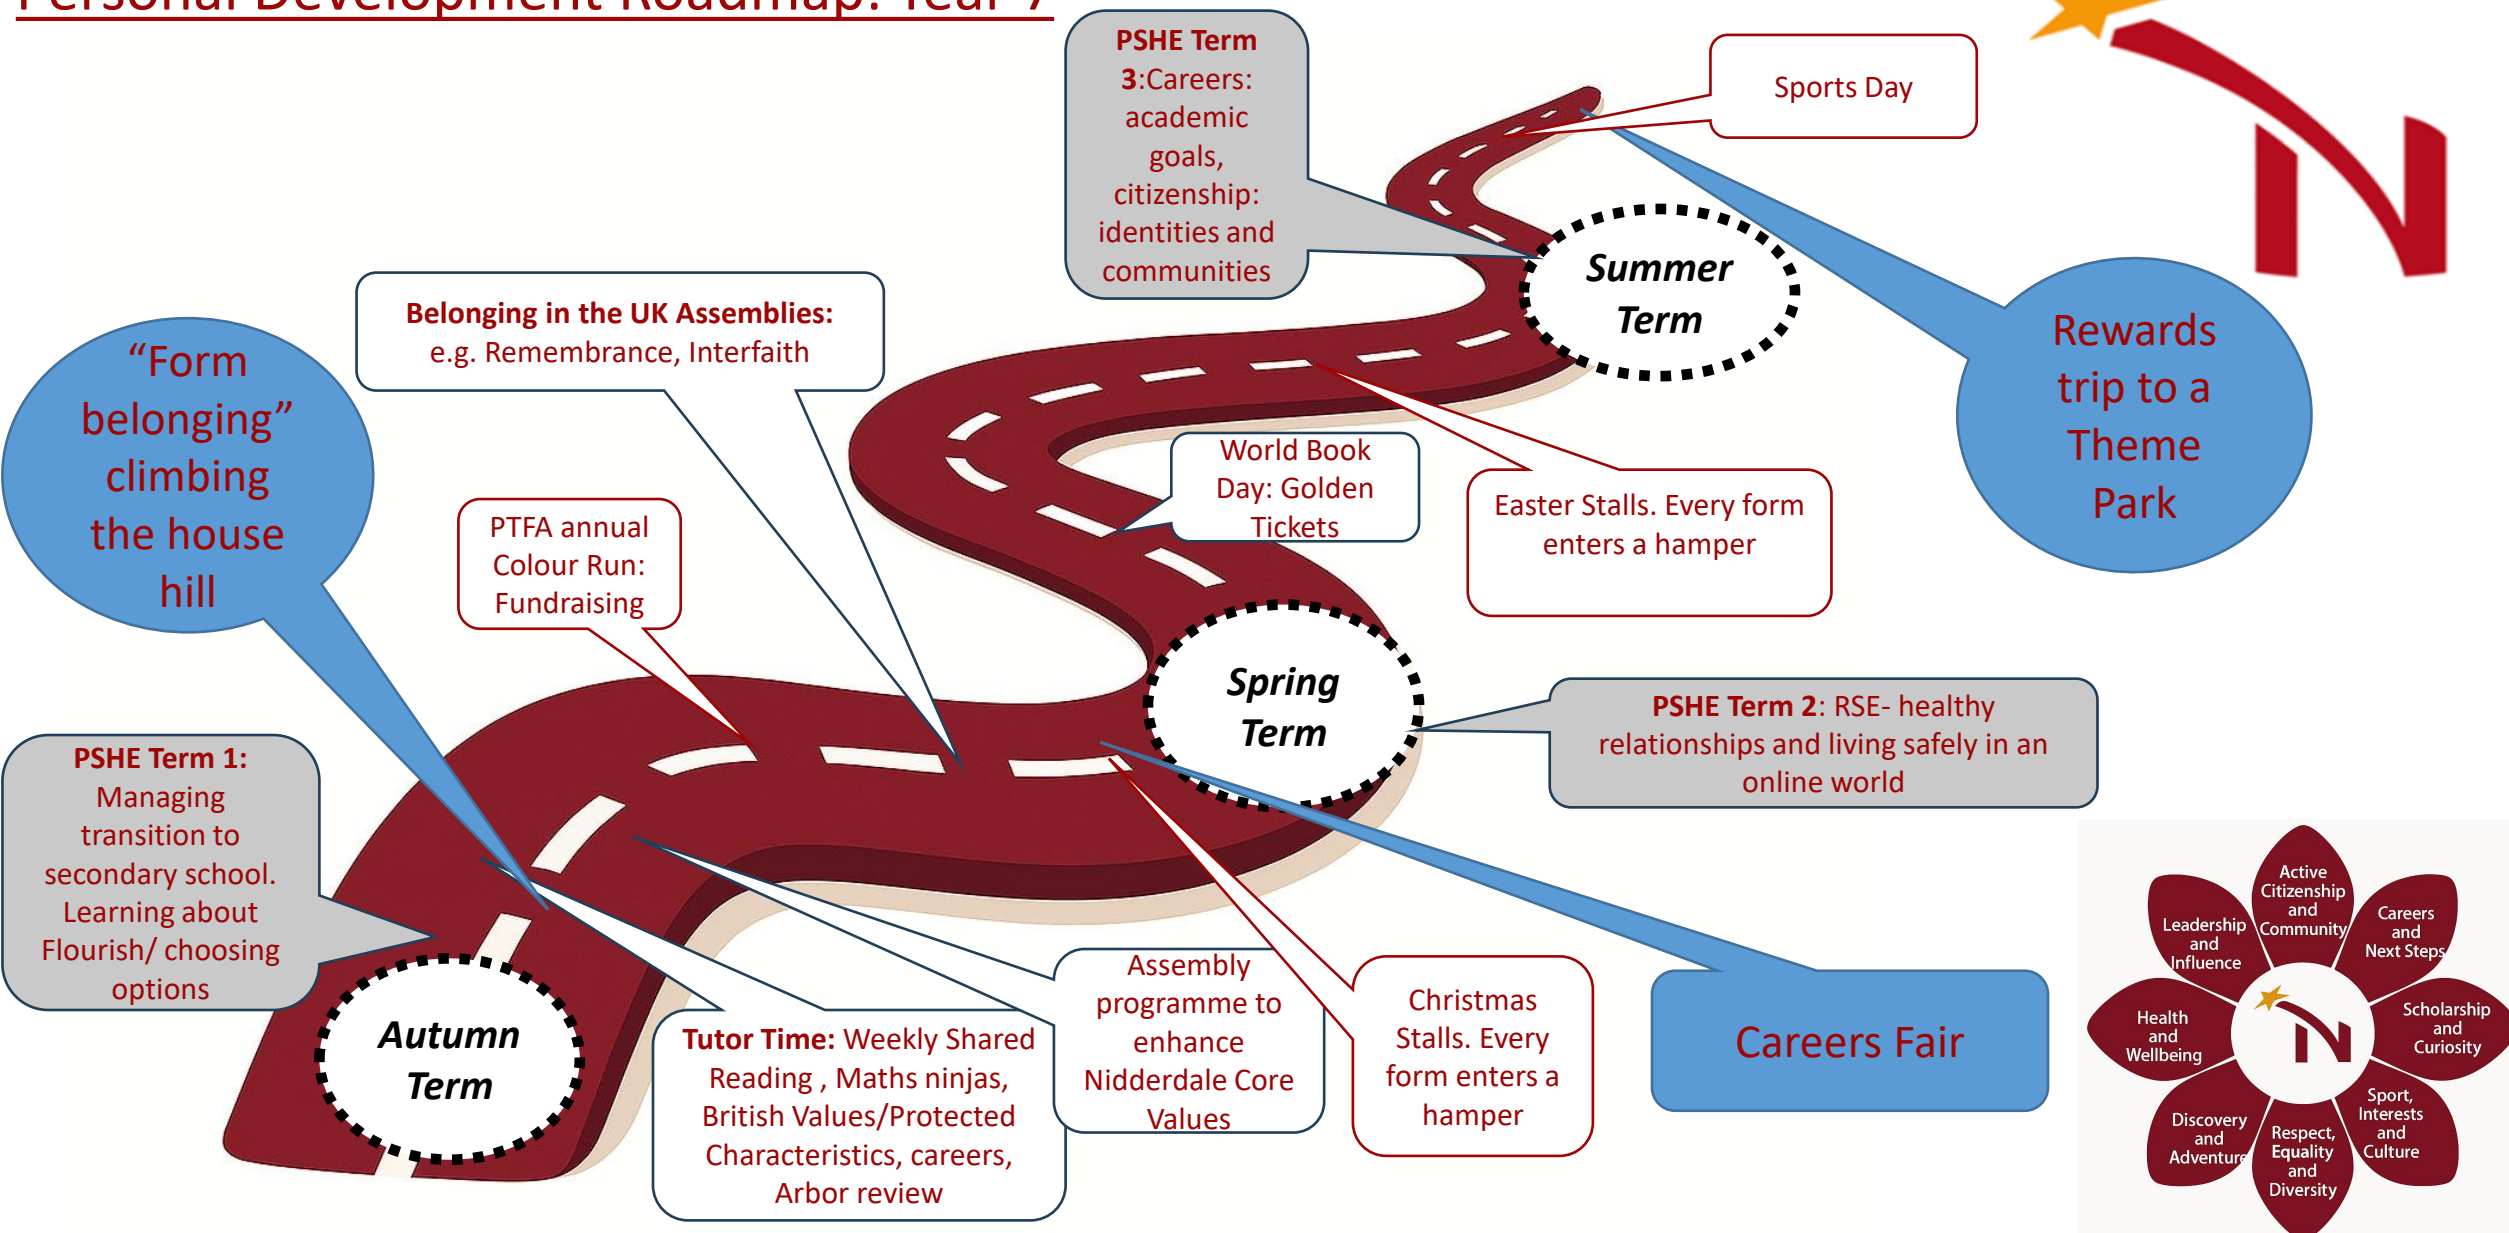 Personal Development Roadmap: Year 7
PSHE Term
3:Careers:
academic
goals,
citizenship:
identities and
communities
Sports Day
Summer
Term
Rewards
trip to a
Theme
Park
Belonging in the UK Assemblies:
e.g. Remembrance, Interfaith
“Form
belonging”
climbing
the house
hill
World Book
Day: Golden
Tickets
Easter Stalls. Every form
enters a hamper
PTFA annual
Colour Run:
Fundraising
Spring
Term
PSHE Term 2: RSE- healthy
relationships and living safely in an
online world
PSHE Term 1:
Managing
transition to
secondary school.
Learning about
Flourish/ choosing
options
Autumn
Term
Tutor Time: Weekly Shared
Reading , Maths ninjas,
British Values/Protected
Characteristics, careers,
Arbor review
Assembly
programme to
enhance
Nidderdale Core
Values
Christmas
Stalls. Every
form enters a
hamper
Careers Fair
Active
Citizenship
and
Community
Careers
and
Next Steps
Scholarship
and
Curiosity
Sport,
Interests
and
Culture
Respect,
Equality
and
Diversity
Discovery
and
Adventure
Health
and
Wellbeing
Leadership
and
Influence
N
N